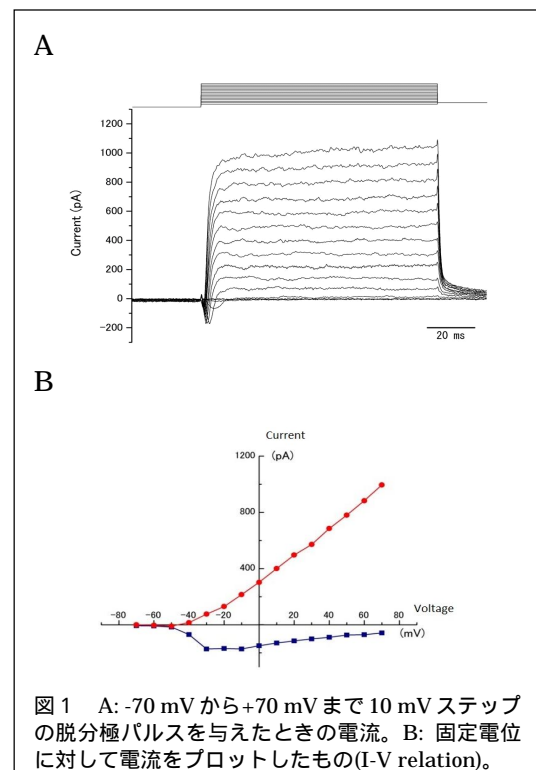 A
1200
1000
800
600
400
200
0
-200
Current (pA)
20 ms
B
Current
(pA)
1200
800
400
-80 -60 -40 -20 0 20 40 60 80
Voltage
(mV)
図 1 A: -70 mV から+70 mV まで 10 mV ステップ
の脱分極パルスを与えたときの電流。B: 固定電位
に対して電流をプロットしたもの(I-V relation)。